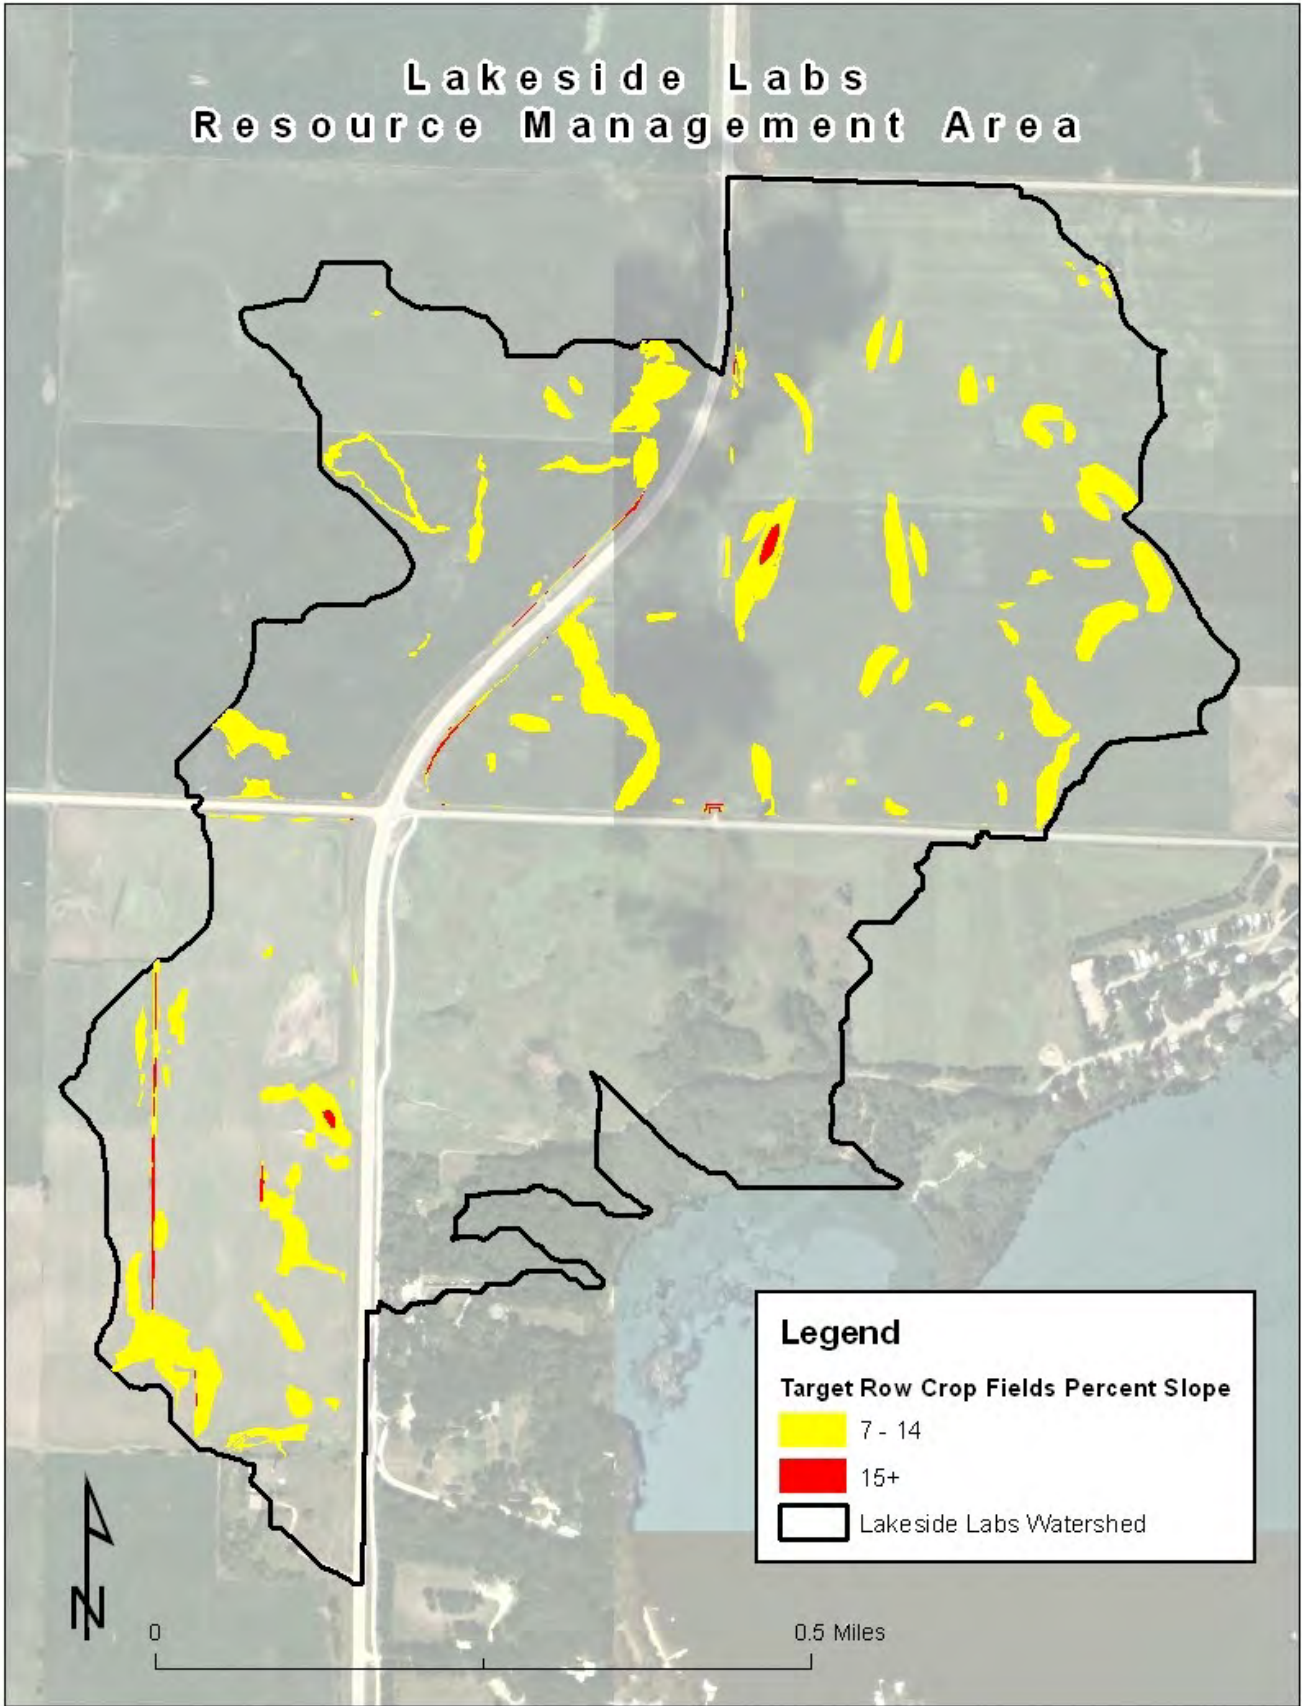 Lakeside Labs
Resource Management Area
Legend
Target Row Crop Fields Percent Slope
7 - 14
15+
Lakeside Labs Watershed
N
0
0.5 Miles